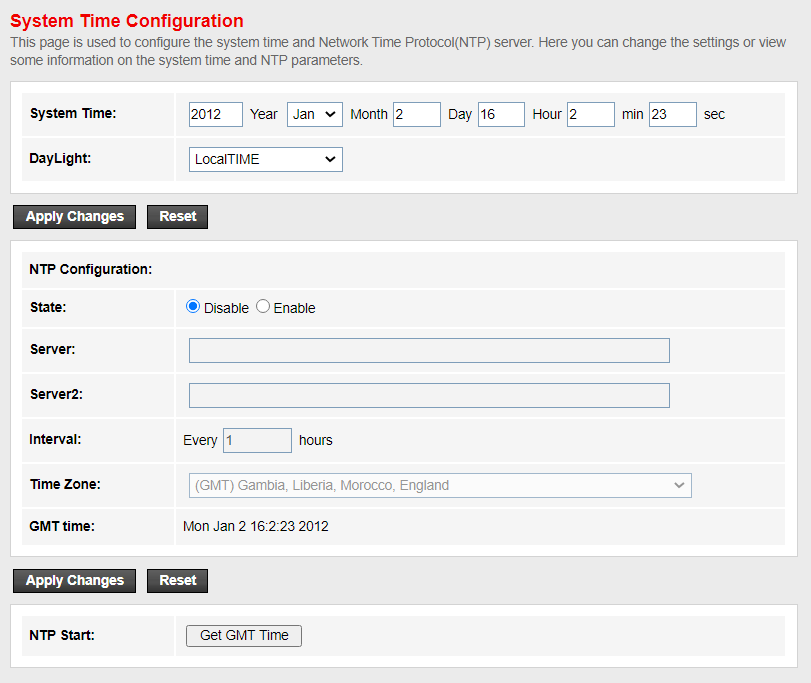 System Time Configuration
This page is used to configure the system time and Network Time Protocol(NTP) server. Here you can change the settings or view
some information on the system time and NTP parameters.
System Time: 2012 Year Jan Month 2 Day 16 Hour 2 min 23 sec
DayLight: LocalTIME
Apply Changes Reset
NTP Configuration:
State: Disable Enable
Server:
Server2:
Interval: Every 1 hours
Time Zone: (GMT) Gambia, Liberia, Morocco, England
GMT time: Mon Jan 2 16:2:23 2012
Apply Changes Reset
NTP Start: Get GMT Time